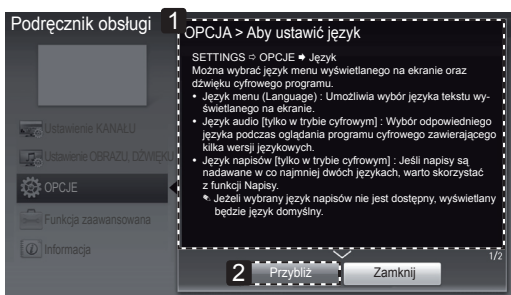 Podręcznik obsługi
1
OPCJA > Aby ustawić język
SETTINGS ⇨ OPCJE ➡ Język
Można wybrać język menu wyświetlanego na ekranie oraz
dźwięku cyfrowego programu.
• Język menu (Language) : Umożliwia wybór języka tekstu wy-
świetlanego na ekranie.
• Język audio [tylko w trybie cyfrowym] : Wybór odpowiedniego
języka podczas oglądania programu cyfrowego zawierającego
kilka wersji językowych.
• Język napisów [tylko w trybie cyfrowym] : Jeśli napisy są
nadawane w co najmniej dwóch językach, warto skorzystać
z funkcji Napisy.
✎ Jeżeli wybrany język napisów nie jest dostępny, wyświetlany
będzie język domyślny.
Ustawienie KANAŁU
Ustawienie OBRAZU, DŹWIĘKU
OPCJE
Funkcja zaawansowana
Informacja
1/2
2
Przybliż
Zamknij